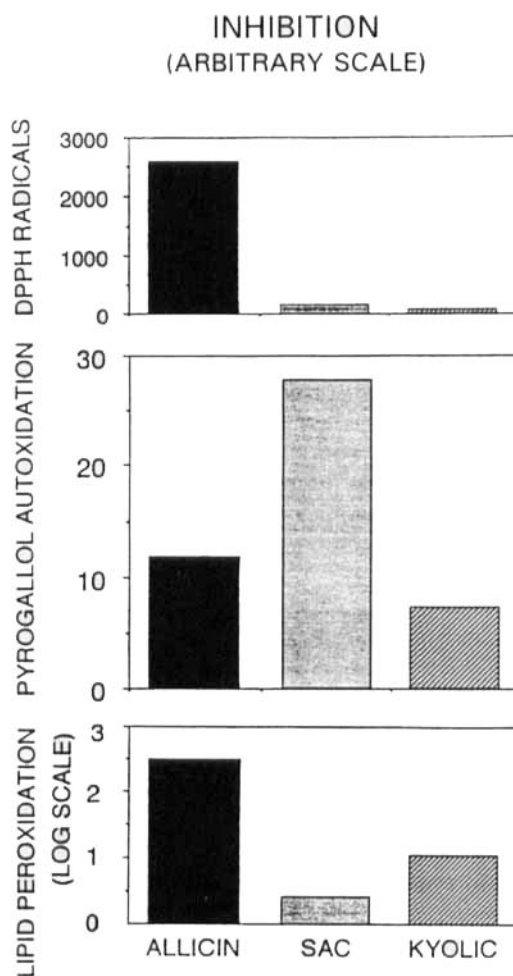 INHIBITION
(ARBITRARY SCALE)
DPPH RADICALS
3000
2000
1000
0
PYROGALLOL AUTOXIDATION
30
20
10
0
LIPID PEROXIDATION
(LOG SCALE)
3
2
1
0
ALLICIN SAC KYOLIC